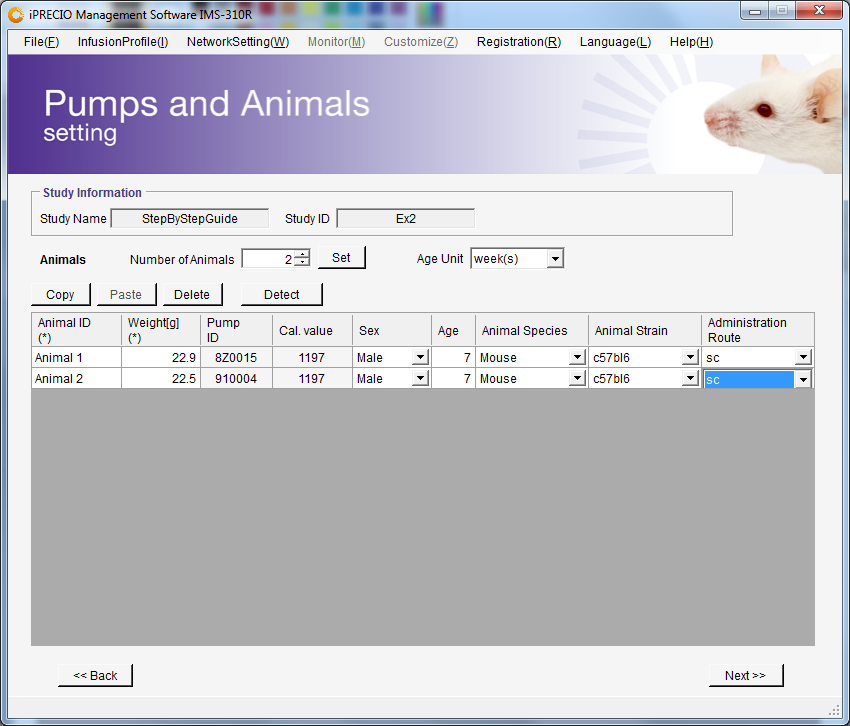 iPRECIO Management Software IMS-310R
File(F) InfusionProfile(I) NetworkSetting(W) Monitor(M) Customize(Z) Registration(R) Language(L) Help(H)
Pumps and Animals
setting
Study Information
Study Name StepByStepGuide Study ID Ex2
Animals Number of Animals 2 Set Age Unit week(s)
Copy Paste Delete Detect
Animal ID Weight[g] Pump Cal. value Sex Age Animal Species Animal Strain Administration
(*) (*) ID Route
Animal 1 22.9 8Z0015 1197 Male 7 Mouse c57bl6 sc
Animal 2 22.5 910004 1197 Male 7 Mouse c57bl6 sc
<< Back Next >>